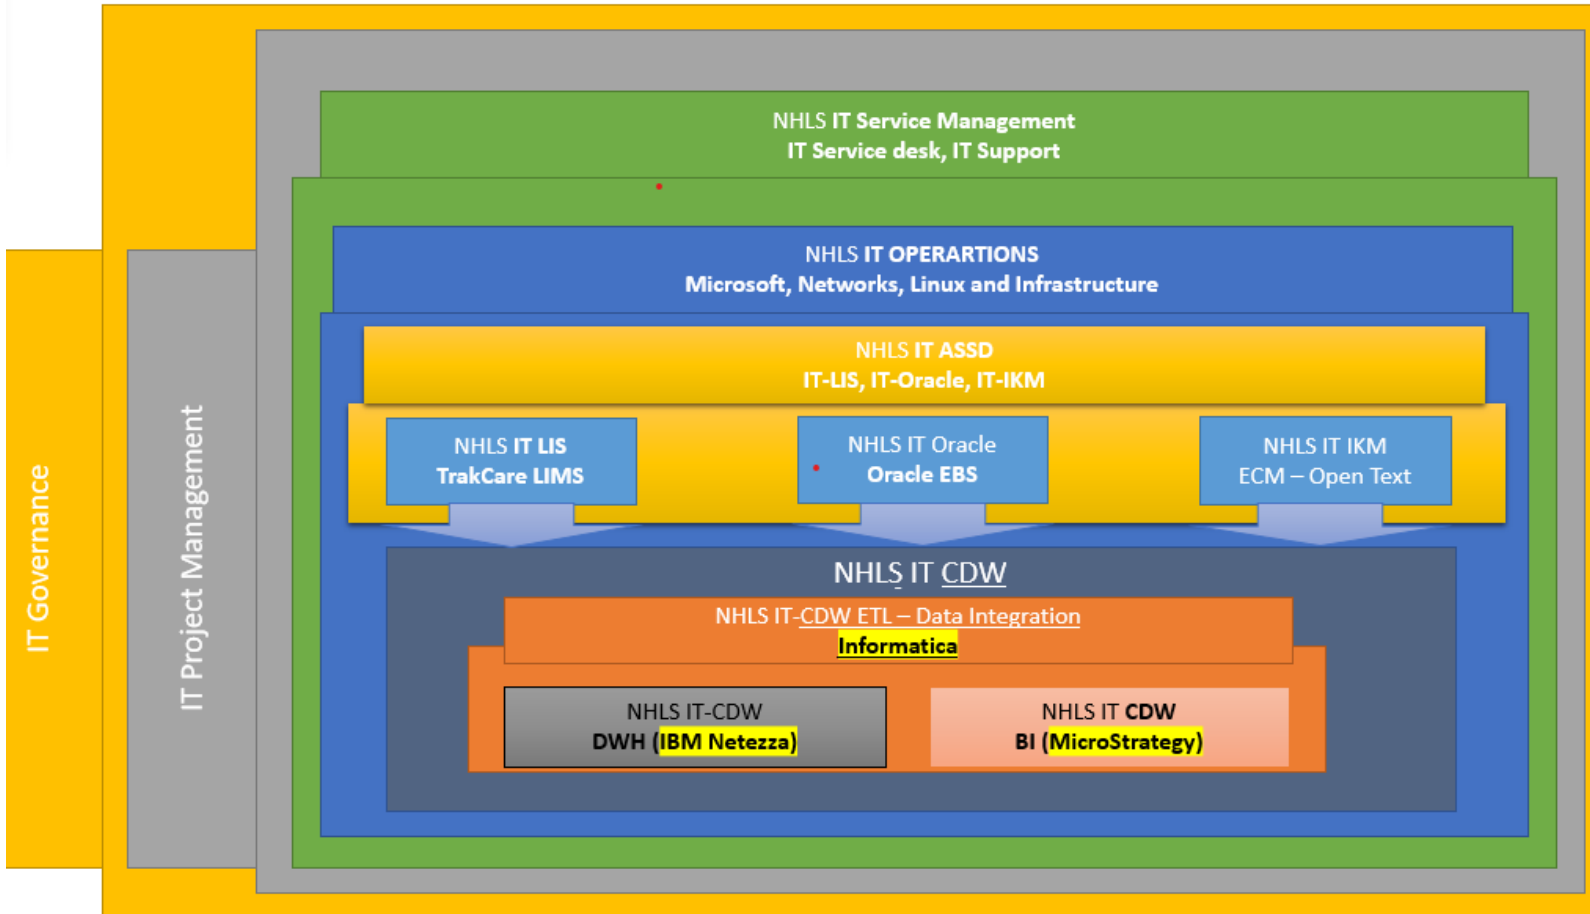 NHLS IT Service Management
IT Service desk, IT Support
NHLS IT OPERARTIONS
Microsoft, Networks, Linux and Infrastructure
NHLS IT ASSD
IT-LIS, IT-Oracle, IT-IKM
NHLS IT LIS
TrakCare LIMS
NHLS IT Oracle
Oracle EBS
NHLS IT IKM
ECM – Open Text
NHLS IT CDW
NHLS IT-CDW ETL – Data Integration
Informatica
NHLS IT-CDW
DWH (IBM Netezza)
NHLS IT CDW
BI (MicroStrategy)
IT Governance
IT Project Management